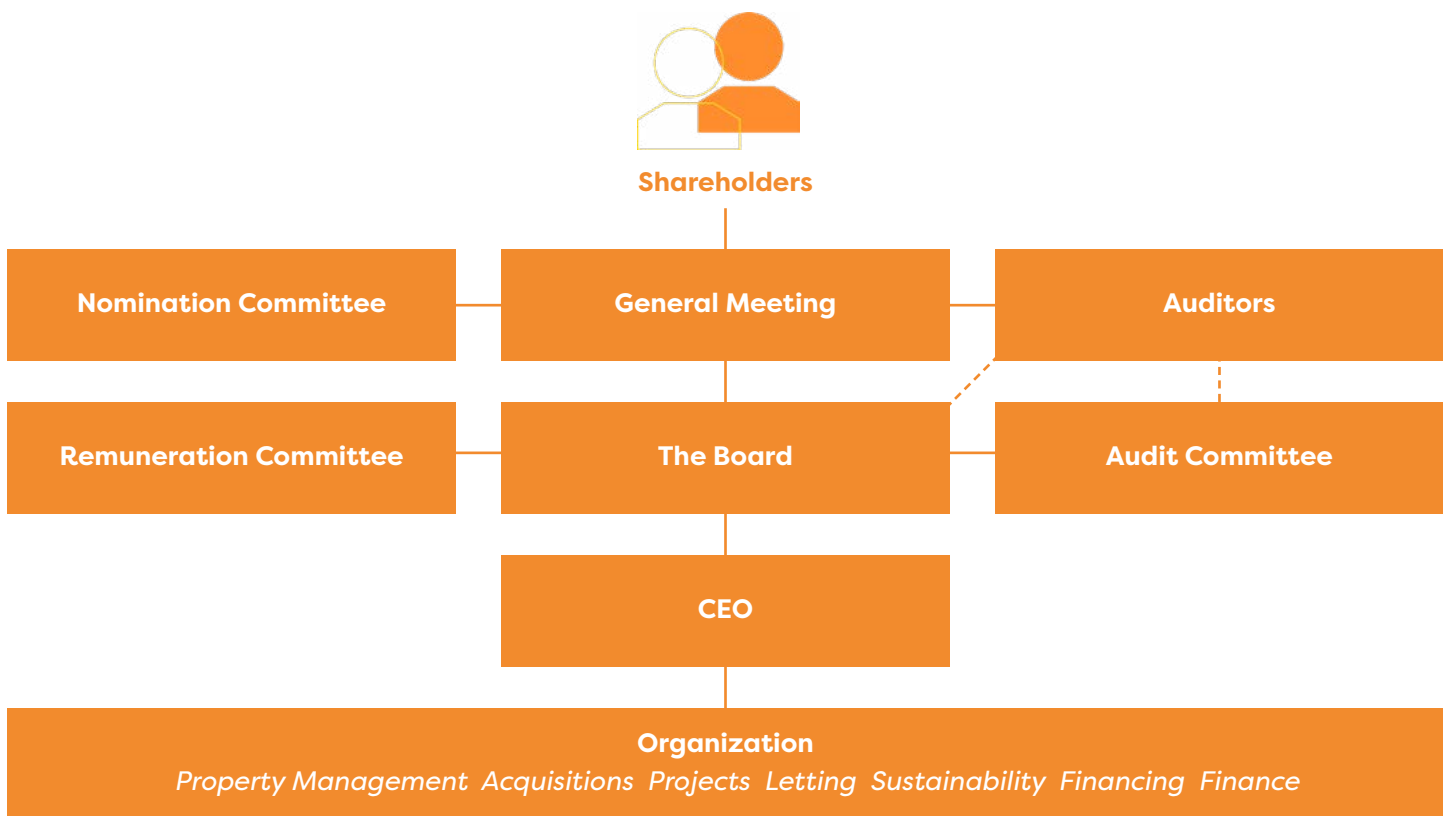 Shareholders
Nomination Committee
General Meeting
Auditors
Remuneration Committee
The Board
Audit Committee
CEO
Organization
Property Management Acquisitions Projects Letting Sustainability Financing Finance